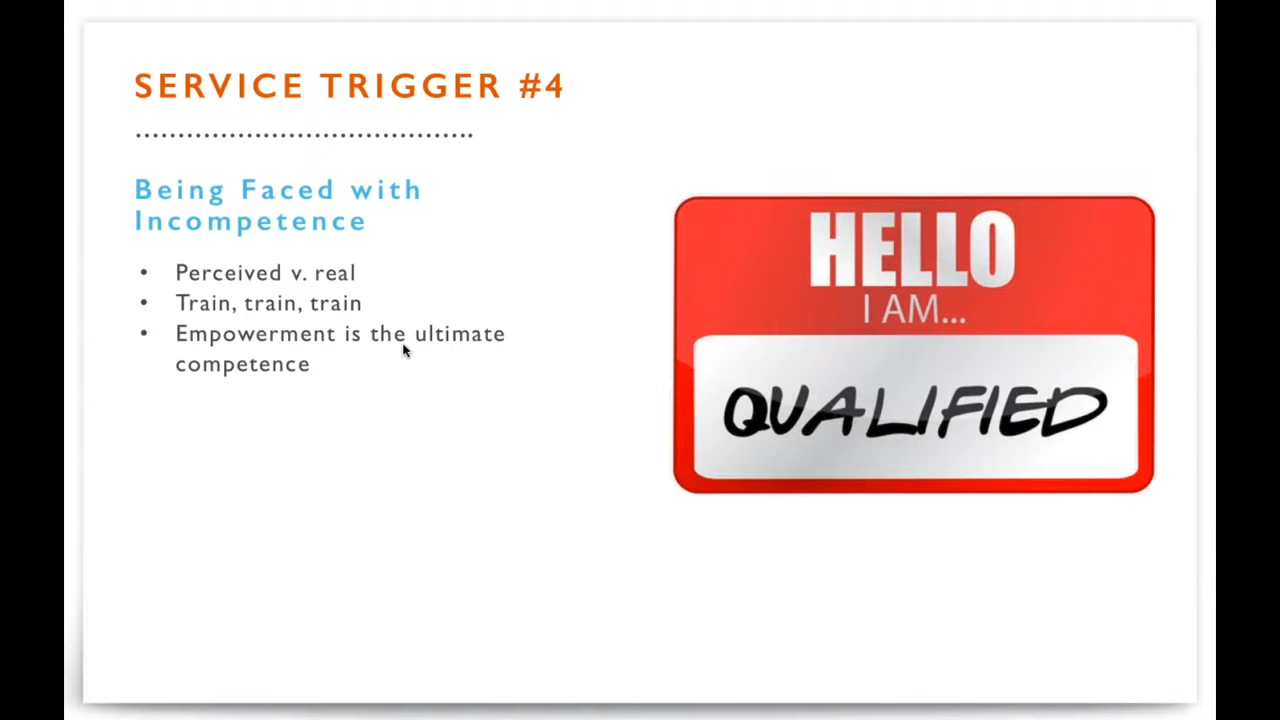 SERVICE TRIGGER #4
Being Faced with
Incompetence
• Perceived v. real
• Train, train, train
• Empowerment is the ultimate
competence
HELLO
I AM...
QUALIFIED